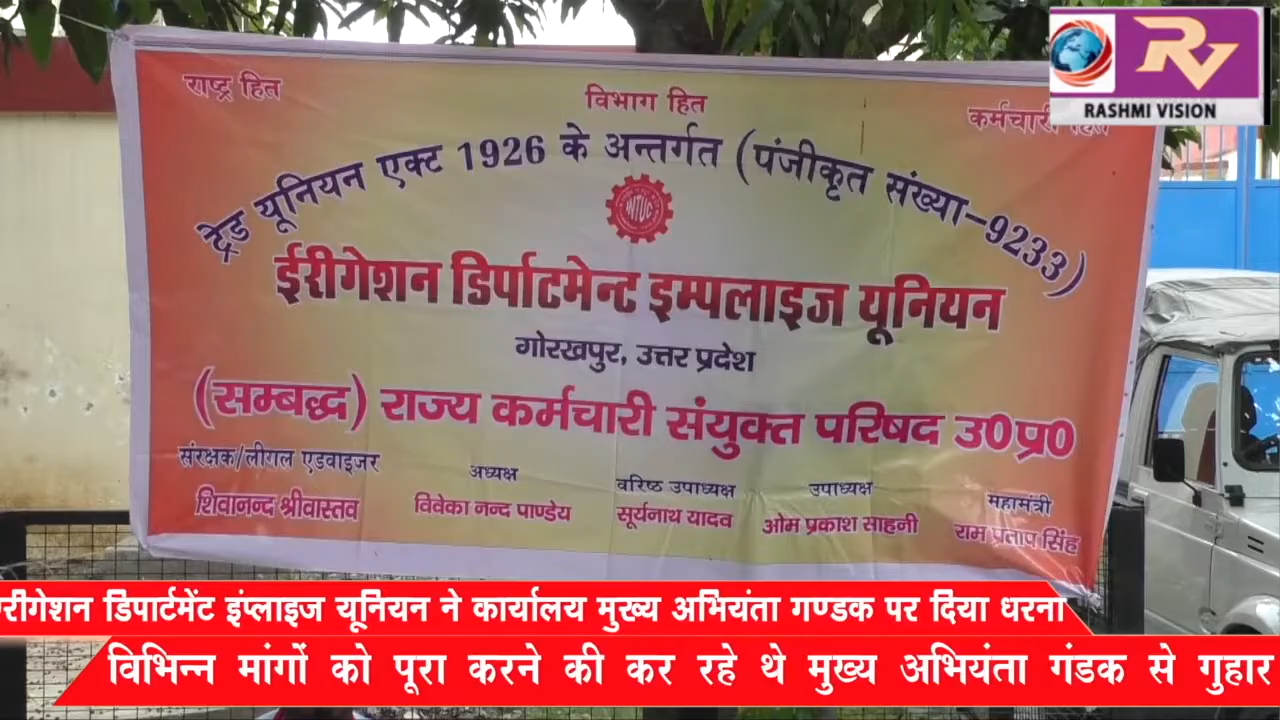 RV
RASHMI VISION
राष्ट्र हित
विभाग हित
कर्मचारी हित
ट्रेड यूनियन एक्ट 1926 के अन्तर्गत (पंजीकृत संख्या-9233)
WTUC
ईरीगेशन डिर्पाटमेन्ट इम्पलाइज यूनियन
गोरखपुर, उत्तर प्रदेश
(सम्बद्ध) राज्य कर्मचारी संयुक्त परिषद उ0प्र0
संरक्षक/लीगल एडवाइजर
शिवानन्द श्रीवास्तव
अध्यक्ष
विवेका नन्द पाण्डेय
वरिष्ठ उपाध्यक्ष
सूर्यनाथ यादव
उपाध्यक्ष
ओम प्रकाश साहनी
महामंत्री
राम प्रताप सिंह
रीगेशन डिपार्टमेंट इंप्लाइज यूनियन ने कार्यालय मुख्य अभियंता गण्डक पर दिया धरना
विभिन्न मांगों को पूरा करने की कर रहे थे मुख्य अभियंता गंडक से गुहार